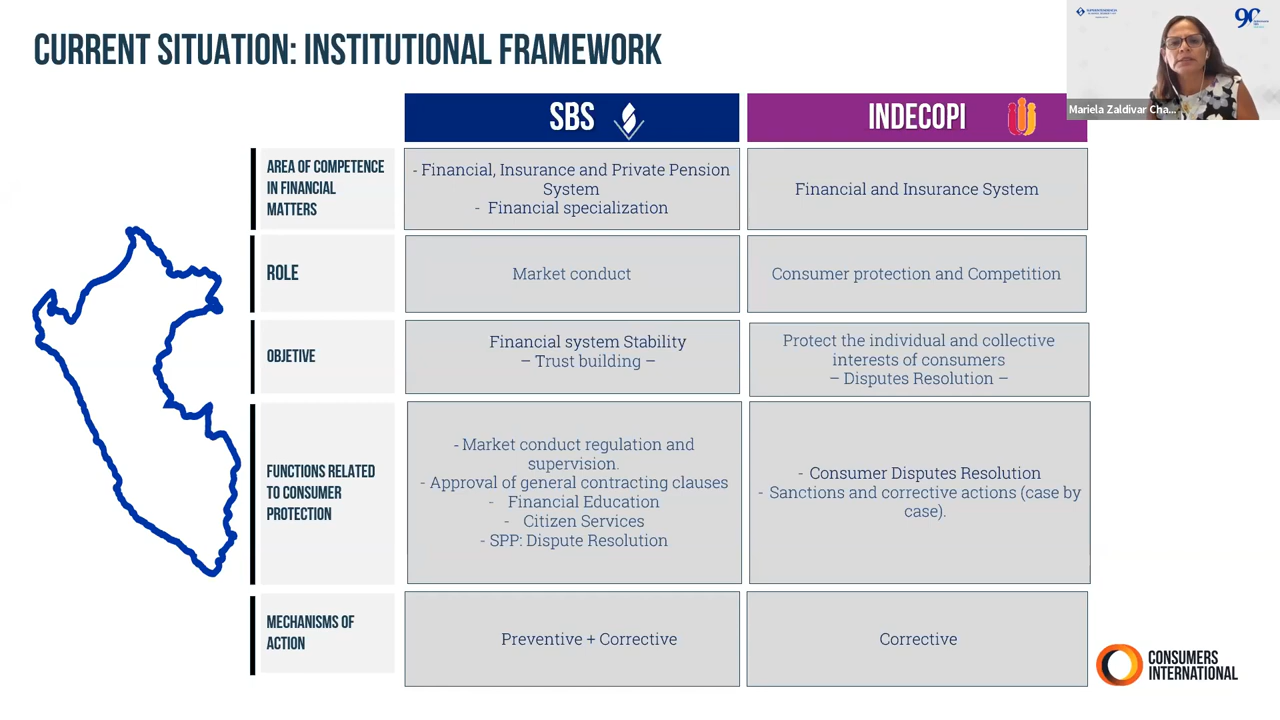 CURRENT SITUATION: INSTITUTIONAL FRAMEWORK
Mariela Zaldivar Cha...
SBS
INDECOPI
AREA OF COMPETENCE
IN FINANCIAL
MATTERS
- Financial, Insurance and Private Pension
System
- Financial specialization
Financial and Insurance System
ROLE
Market conduct
Consumer protection and Competition
OBJETIVE
Financial system Stability
– Trust building –
Protect the individual and collective
interests of consumers
– Disputes Resolution –
FUNCTIONS RELATED
TO CONSUMER
PROTECTION
- Market conduct regulation and
supervision.
- Approval of general contracting clauses
- Financial Education
- Citizen Services
- SPP: Dispute Resolution
- Consumer Disputes Resolution
- Sanctions and corrective actions (case by
case).
MECHANISMS OF
ACTION
Preventive + Corrective
Corrective
CONSUMERS
INTERNATIONAL